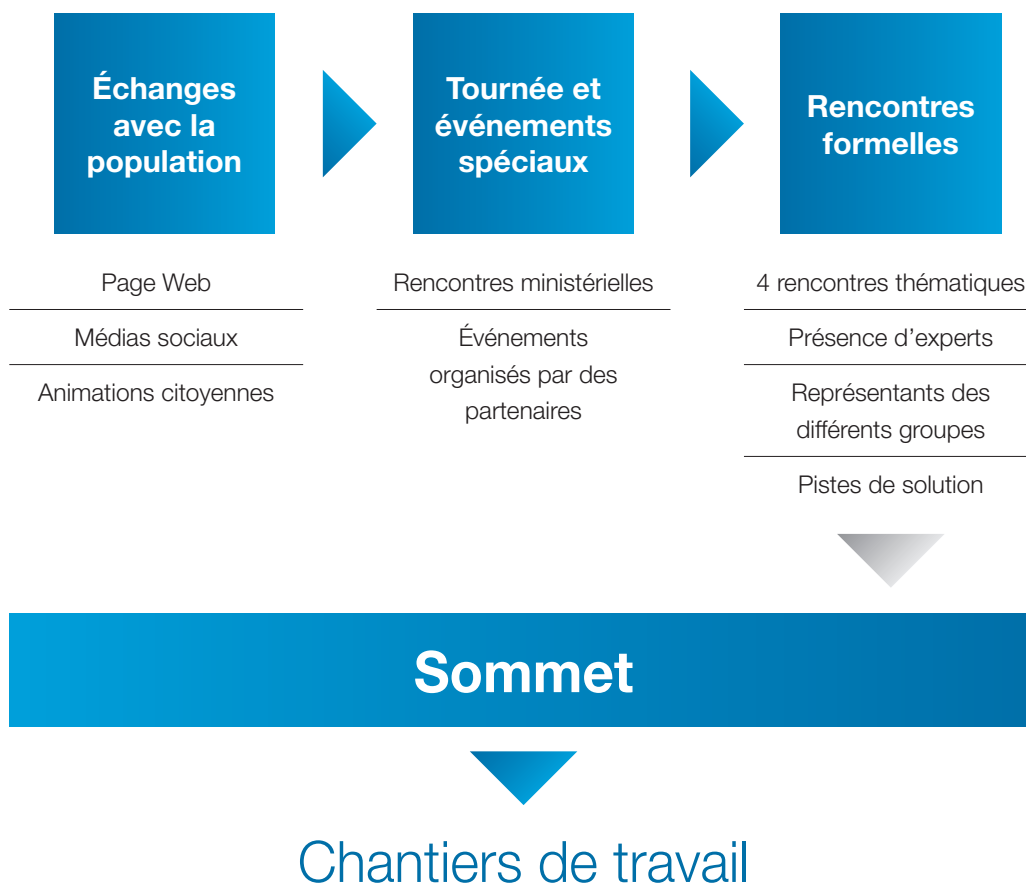 Échanges
avec la
population
Page Web
Médias sociaux
Animations citoyennes
Tournée et
événements
spéciaux
Rencontres ministérielles
Événements
organisés par des
partenaires
Rencontres
formelles
4 rencontres thématiques
Présence d’experts
Représentants des
différents groupes
Pistes de solution
Sommet
Chantiers de travail